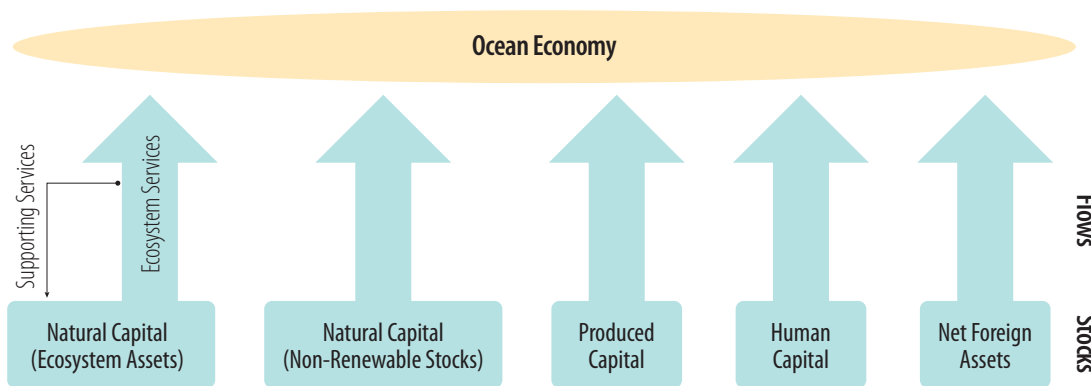 Ocean Economy
Supporting Services
Ecosystem Services
Flows
Natural Capital
(Ecosystem Assets)
Natural Capital
(Non-Renewable Stocks)
Produced
Capital
Human
Capital
Net Foreign
Assets
Stocks